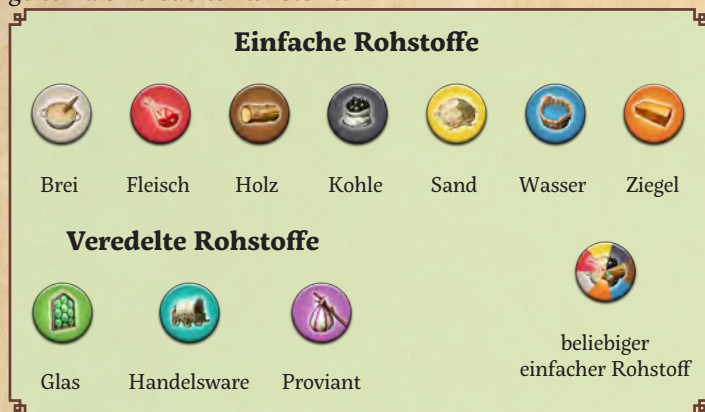 Einfache Rohstoffe
Brei Fleisch Holz Kohle Sand Wasser Ziegel
Veredelte Rohstoffe
Glas Handelsware Proviant
beliebiger
einfacher Rohstoff